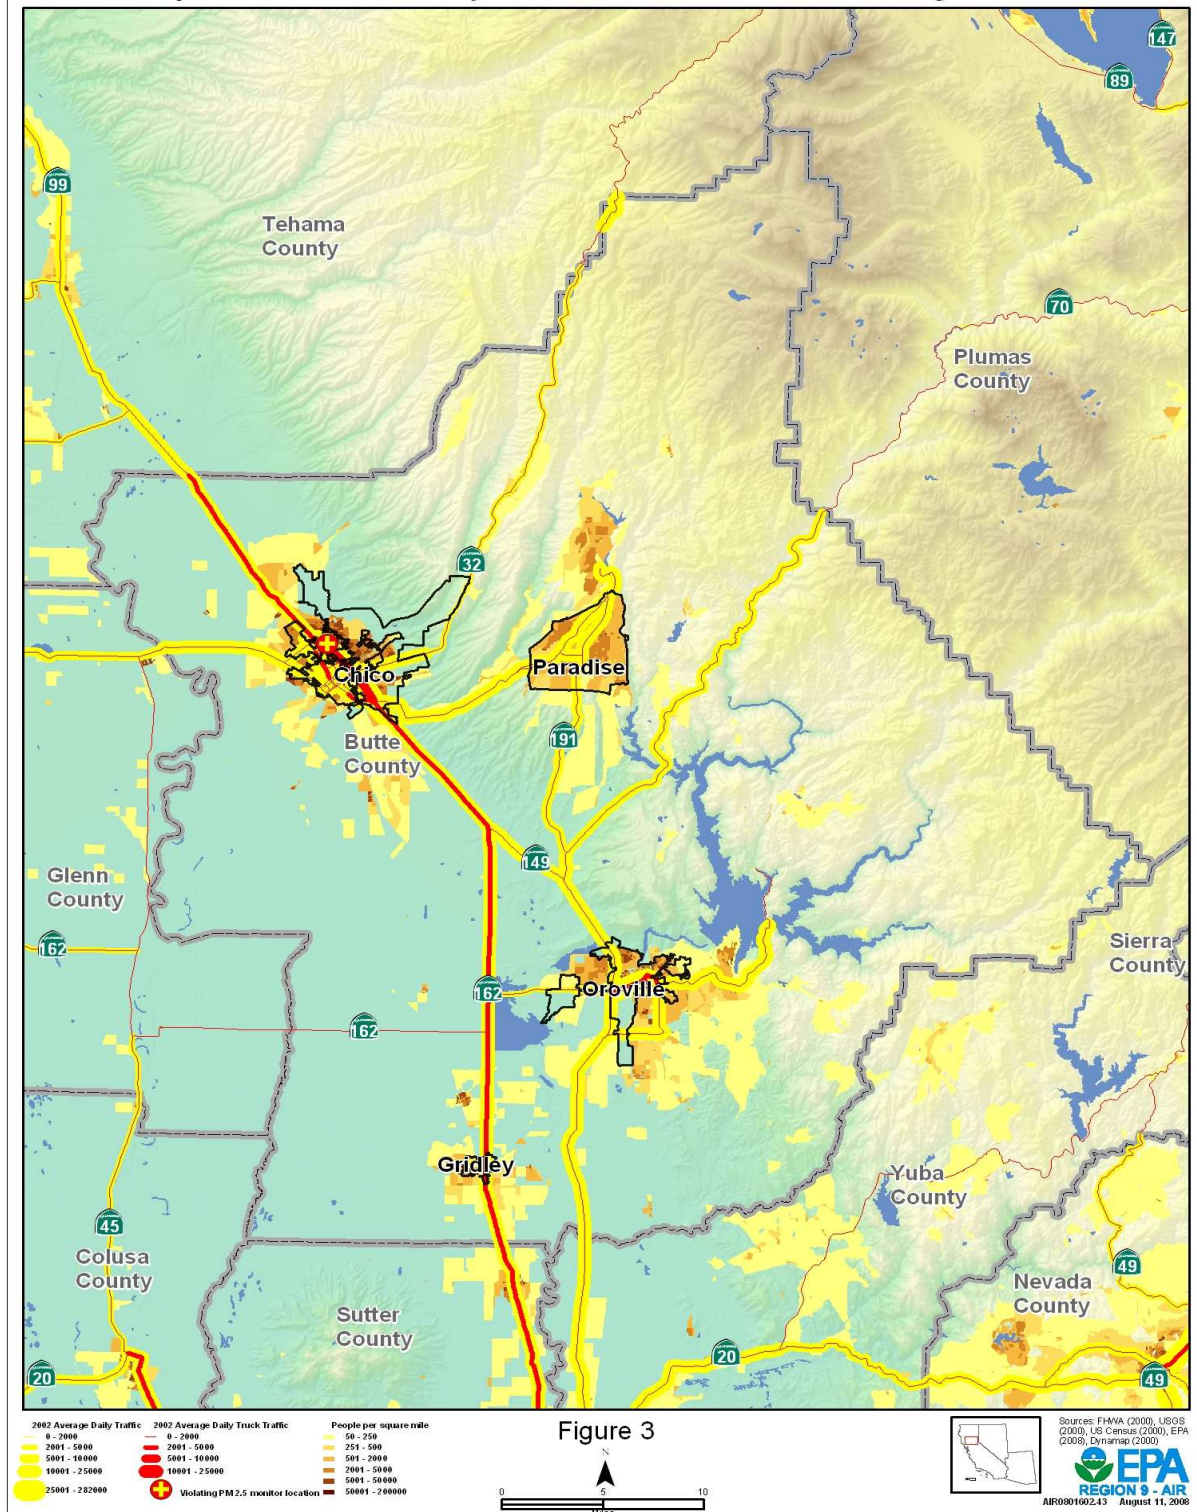 147
89
99
Tehama
County
70
Plumas
County
32
Chico
Paradise
Butte
County
191
149
Glenn
County
162
Sierra
County
162
Oroville
162
Gridley
Yuba
County
45
Colusa
County
49
Nevada
County
Sutter
County
20
20
49
2002 Average Daily Traffic
0 - 2000
2001 - 5000
5001 - 10000
10001 - 25000
25001 - 282000
2002 Average Daily Truck Traffic
0 - 2000
2001 - 5000
5001 - 10000
10001 - 25000
Violating PM 2.5 monitor location
People per square mile
50 - 250
251 - 500
501 - 2000
2001 - 5000
5001 - 50000
50001 - 200000
Figure 3
N
0 5 10
Sources: FHWA (2000), USGS
(2000), US Census (2000), EPA
(2008), Dynamap (2000)
EPA
REGION 9 - AIR
AIR0801602.43 August 11, 2008